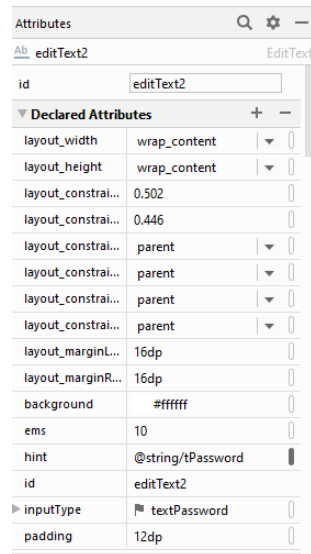 Attributes
Ab editText2 EditText
id editText2
Declared Attributes
layout_width wrap_content
layout_height wrap_content
layout_constrai... 0.502
layout_constrai... 0.446
layout_constrai... parent
layout_constrai... parent
layout_constrai... parent
layout_constrai... parent
layout_marginL... 16dp
layout_marginR... 16dp
background #ffffff
ems 10
hint @string/tPassword
id editText2
inputType textPassword
padding 12dp